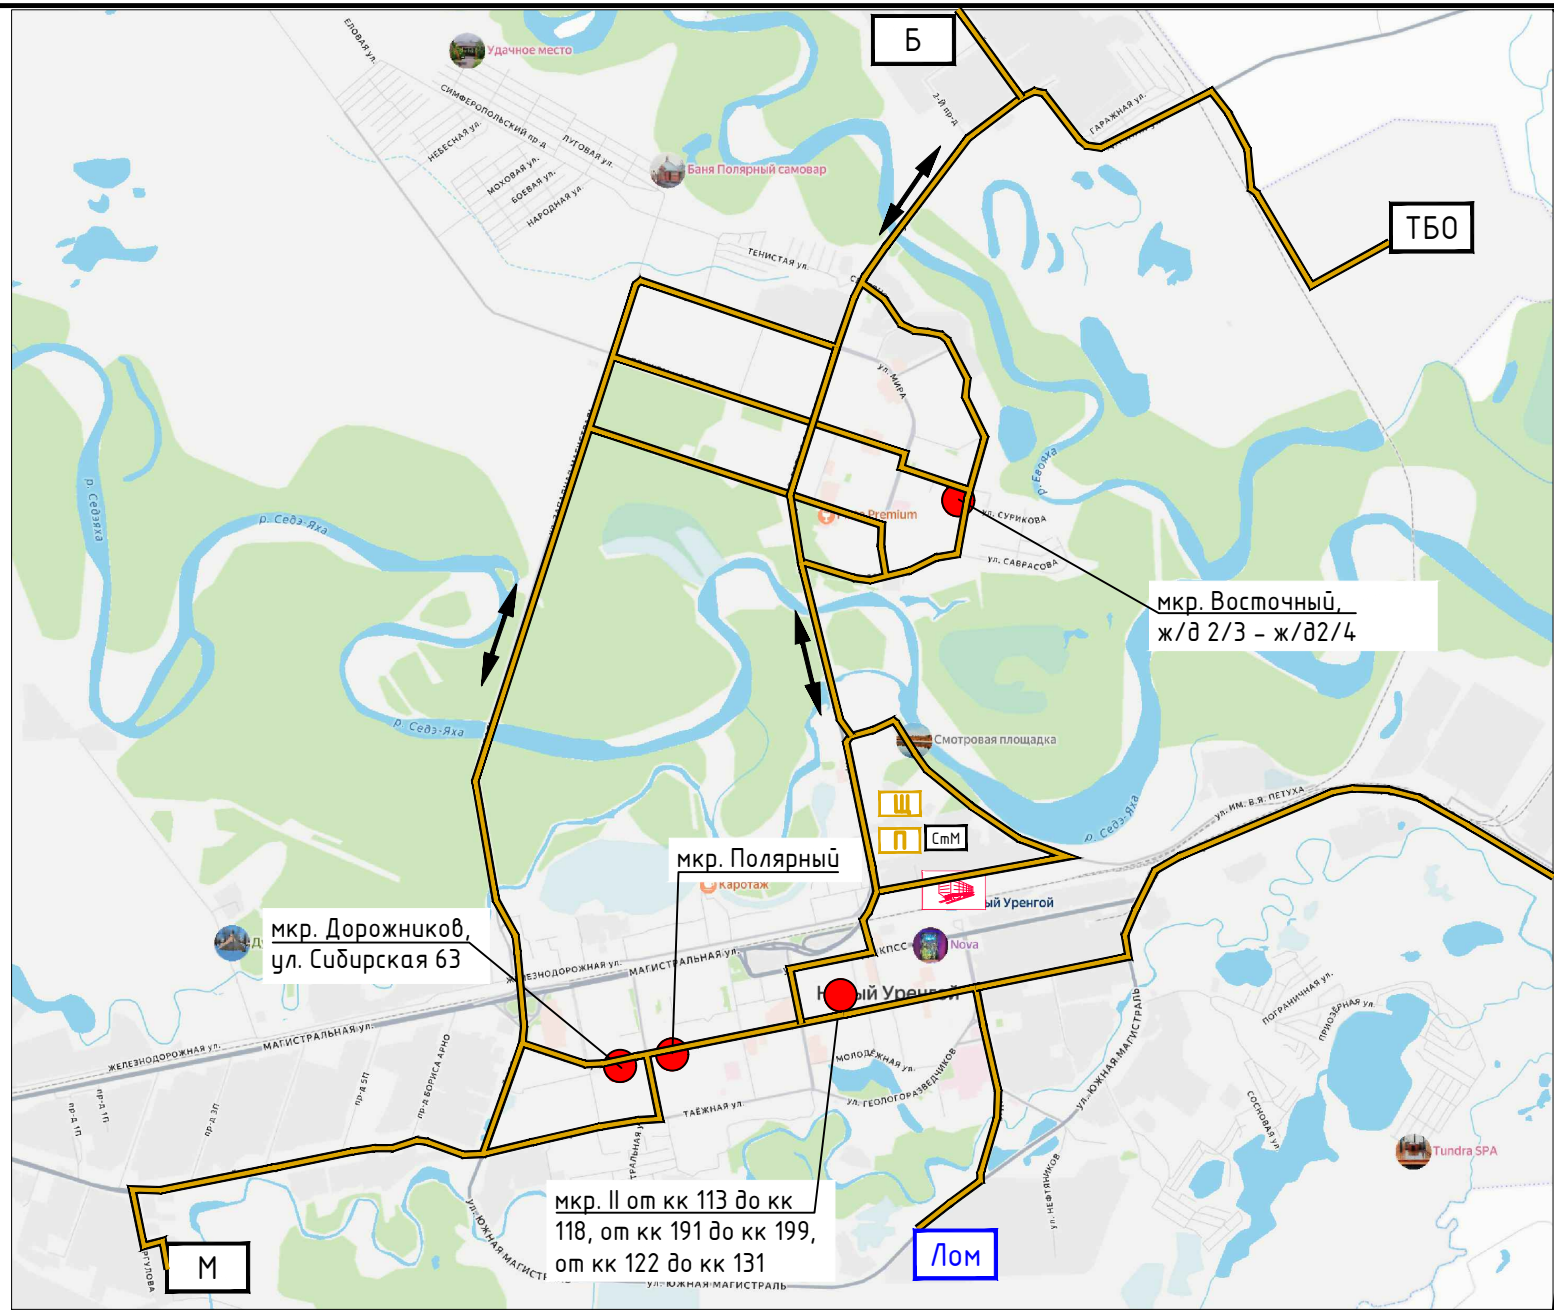 Б
ЕЛОВАЯ ул.
Удачное место
СИМФЕРОПОЛЬСКИЙ пр-д
НЕБЕСНАЯ ул.
ЛУГОВАЯ ул.
МОХОВАЯ ул.
БОЕВАЯ ул.
НАРОДНАЯ ул.
Баня Полярный самовар
2-й пр-д
ГАРАЖНАЯ ул.
ТБО
ТЕНИСТАЯ ул.
ул. МИРА
р. Седэяха
р. Седэ-Яха
р. Евояха
Premium
ул. СУРИКОВА
ул. САВРАСОВА
мкр. Восточный,
ж/д 2/3 - ж/д2/4
р. Седэ-Яха
Смотровая площадка
Щ
П
СтМ
р. Седэ-Яха
ул. ИМ. В.Я. ПЕТУХА
мкр. Полярный
Каротаж
ый Уренгой
мкр. Дорожников,
ул. Сибирская 63
КПСС
Nova
ЖЕЛЕЗНОДОРОЖНАЯ ул.
МАГИСТРАЛЬНАЯ ул.
Новый Уренгой
ЖЕЛЕЗНОДОРОЖНАЯ ул.
МАГИСТРАЛЬНАЯ ул.
пр-д 1П
пр-д 1П
пр-д 3П
пр-д 5П
пр-д БОРИСА АРНО
МОЛОДЁЖНАЯ ул.
ул. ГЕОЛОГОРАЗВЕДЧИКОВ
ТАЁЖНАЯ ул.
ул. ЮЖНАЯ МАГИСТРАЛЬ
ПОГРАНИЧНАЯ ул.
ПРИОЗЁРНАЯ ул.
СОСНОВАЯ ул.
Tundra SPA
ул. НЕФТЯНИКОВ
мкр. II от кк 113 до кк
118, от кк 191 до кк 199,
от кк 122 до кк 131
Лом
М
ул. ЮЖНАЯ МАГИСТР
ул. ЮЖНАЯ МАГИСТРАЛЬ